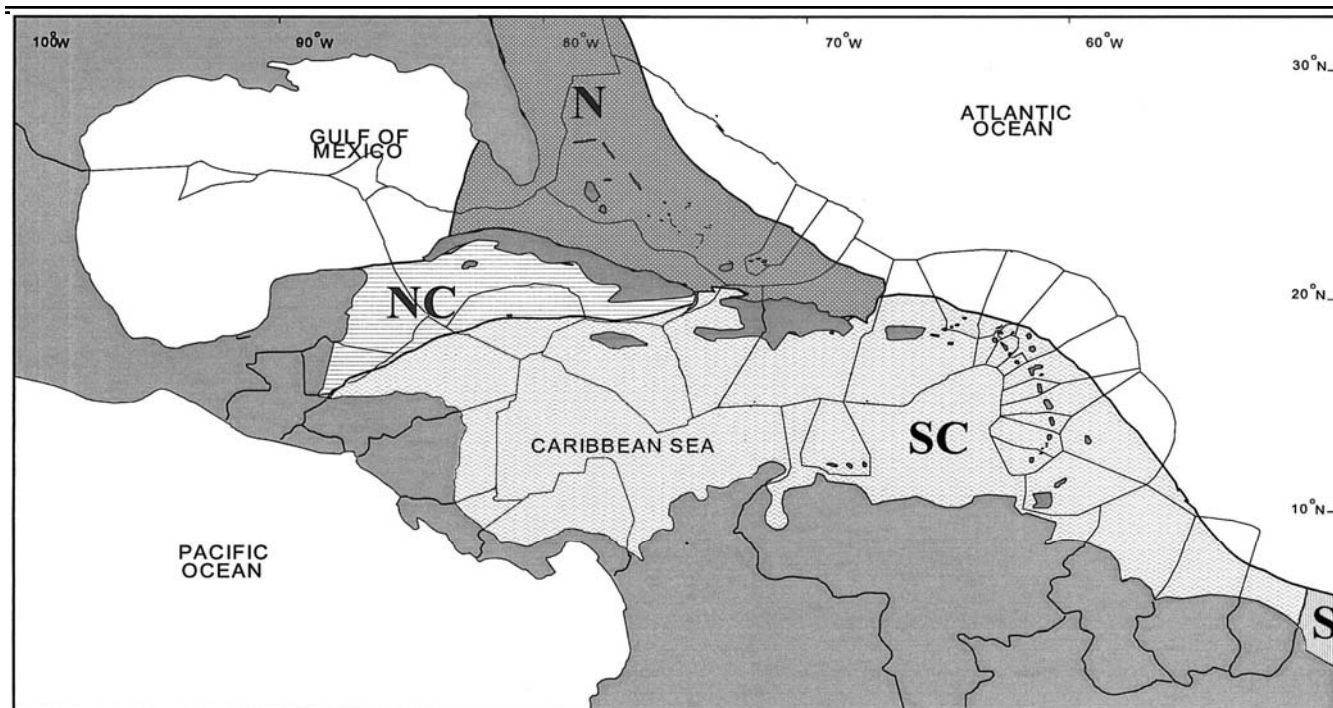 100°W 90°W 80°W 70°W 60°W
30°N
N
ATLANTIC
OCEAN
GULF OF
MEXICO
20°N
NC
CARIBBEAN SEA
SC
10°N
PACIFIC
OCEAN
S